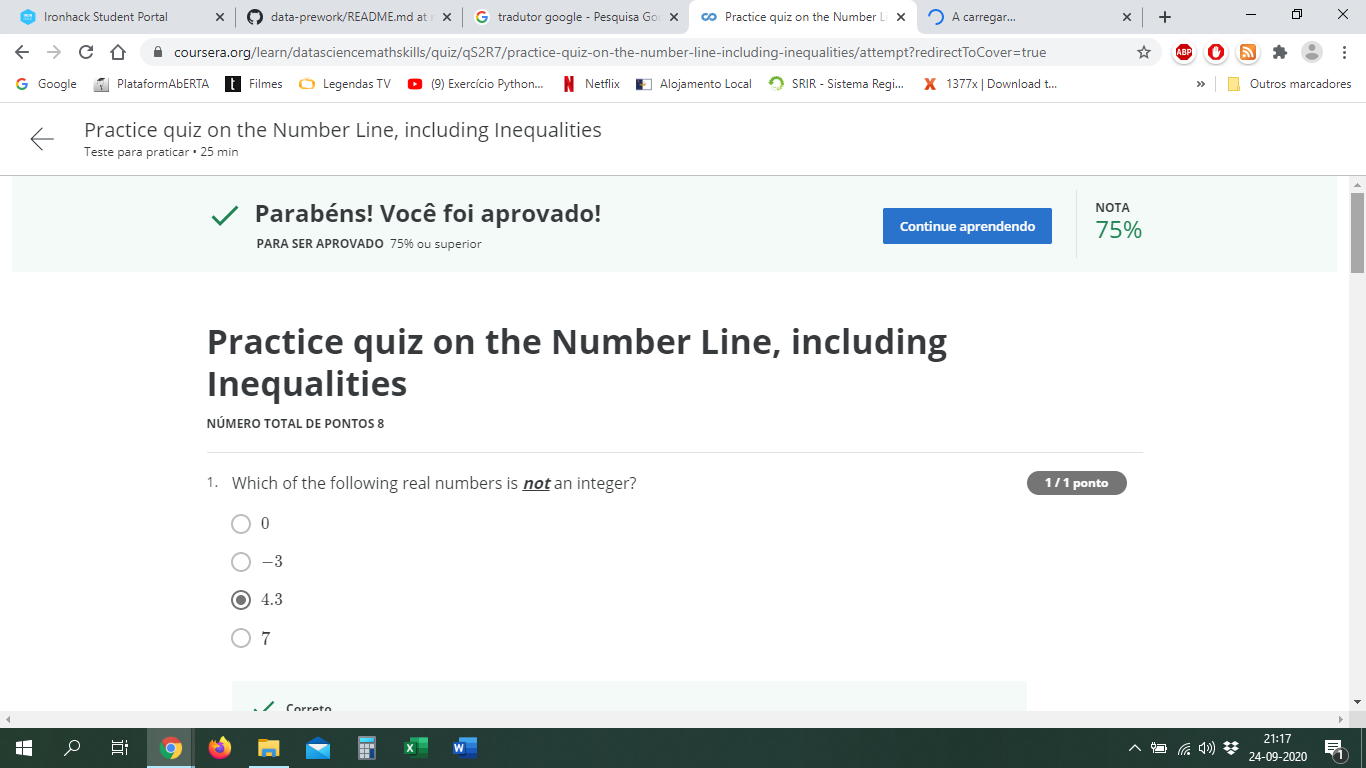 Ironhack Student Portal
data-prework/README.md at
tradutor google - Pesquisa Go
Practice quiz on the Number L
A carregar...
coursera.org/learn/datasciencemathskills/quiz/qS2R7/practice-quiz-on-the-number-line-including-inequalities/attempt?redirectToCover=true
ABP
Google
PlataformAbERTA
Filmes
Legendas TV
(9) Exercício Python...
Netflix
Alojamento Local
SRIR - Sistema Regi...
1377x | Download t...
»
Outros marcadores
Practice quiz on the Number Line, including Inequalities
Teste para praticar • 25 min
Parabéns! Você foi aprovado!
PARA SER APROVADO 75% ou superior
Continue aprendendo
NOTA
75%
Practice quiz on the Number Line, including
Inequalities
NÚMERO TOTAL DE PONTOS 8
1. Which of the following real numbers is not an integer?
1 / 1 ponto
0
−3
4.3
7
Correto
21:17
24-09-2020
1